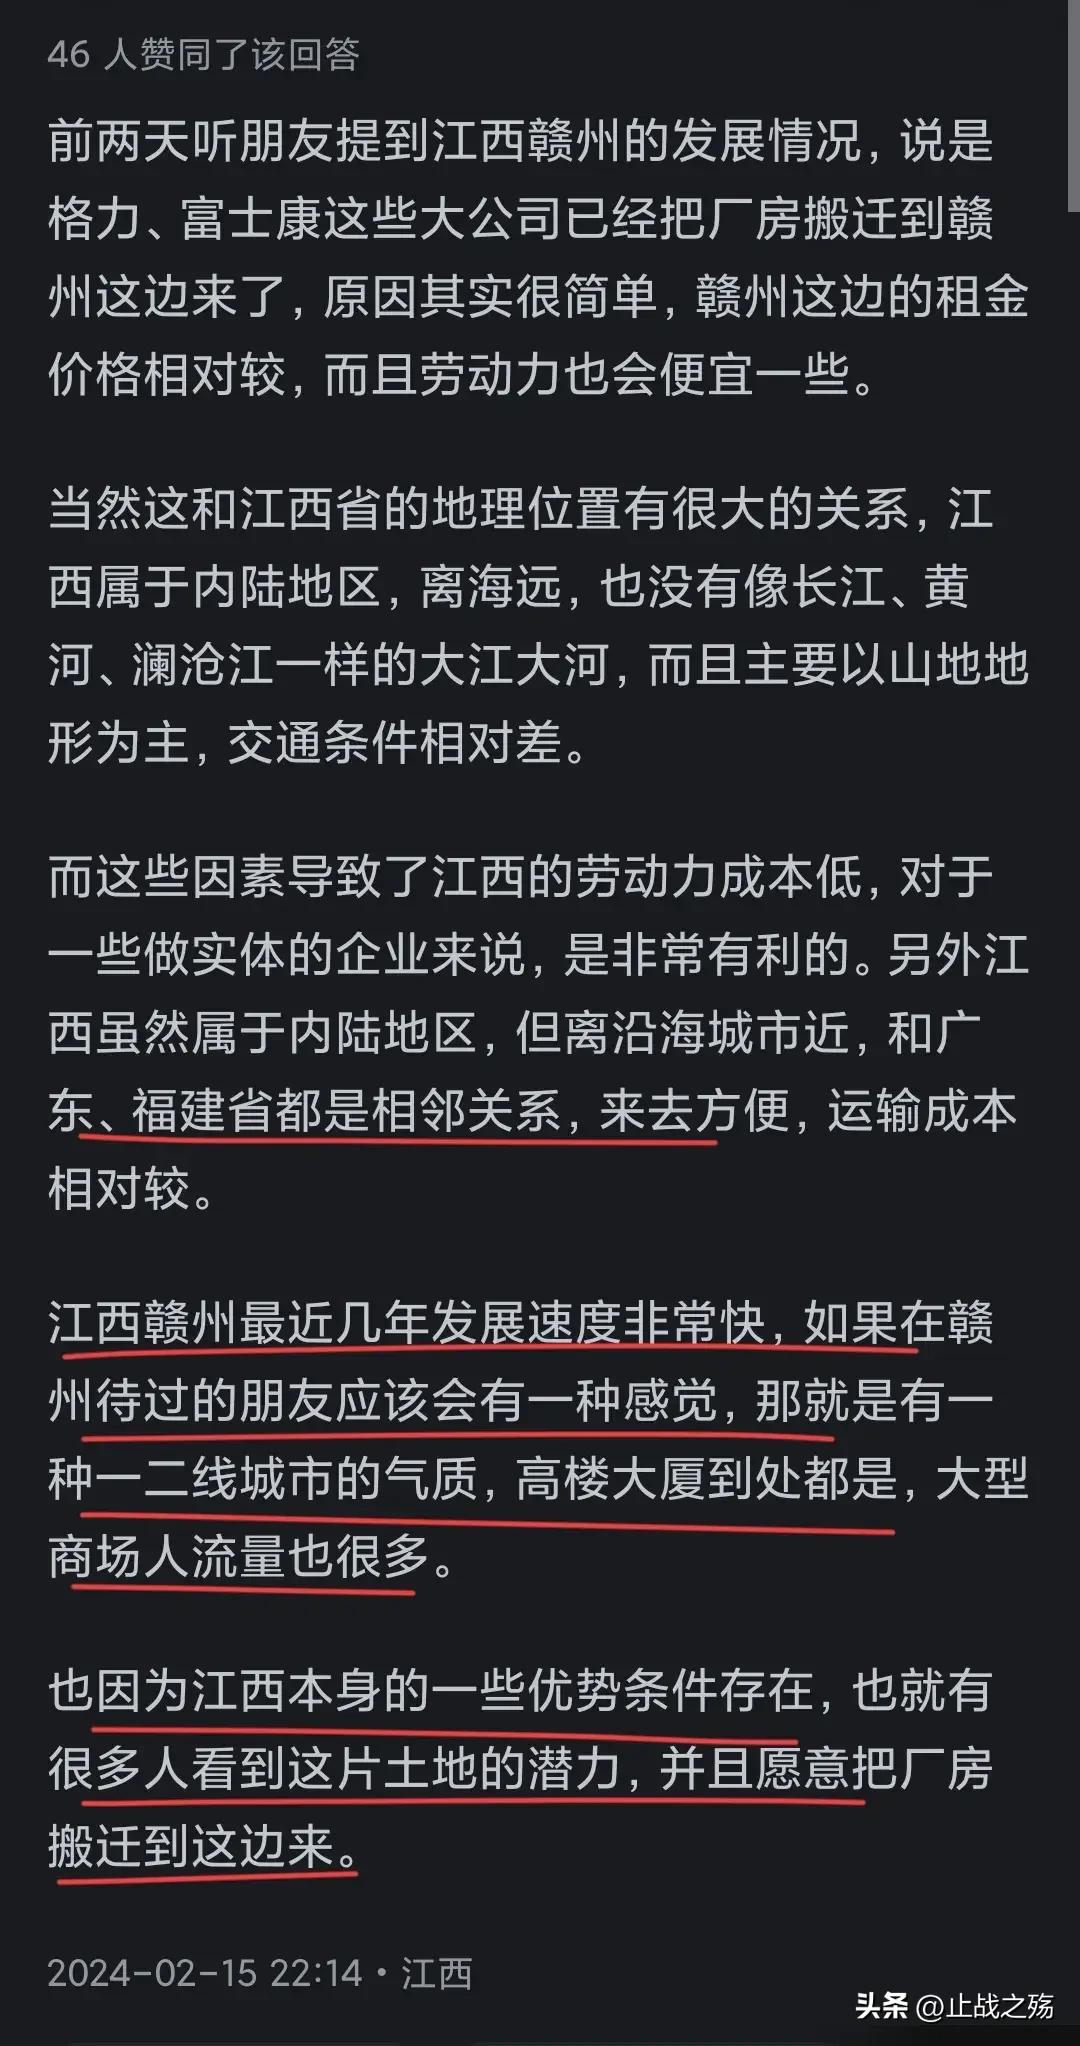 46 人赞同了该回答
前两天听朋友提到江西赣州的发展情况，说是
格力、富士康这些大公司已经把厂房搬迁到赣
州这边来了，原因其实很简单，赣州这边的租金
价格相对较，而且劳动力也会便宜一些。
当然这和江西省的地理位置有很大的关系，江
西属于内陆地区，离海远，也没有像长江、黄
河、澜沧江一样的大江大河，而且主要以山地地
形为主，交通条件相对差。
而这些因素导致了江西的劳动力成本低，对于
一些做实体的企业来说，是非常有利的。另外江
西虽然属于内陆地区，但离沿海城市近，和广
东、福建省都是相邻关系，来去方便，运输成本
相对较。
江西赣州最近几年发展速度非常快，如果在赣
州待过的朋友应该会有一种感觉，那就是有一
种一二线城市的气质，高楼大厦到处都是，大型
商场人流量也很多。
也因为江西本身的一些优势条件存在，也就有
很多人看到这片土地的潜力，并且愿意把厂房
搬迁到这边来。
2024-02-15 22:14・江西
头条 @止战之殇